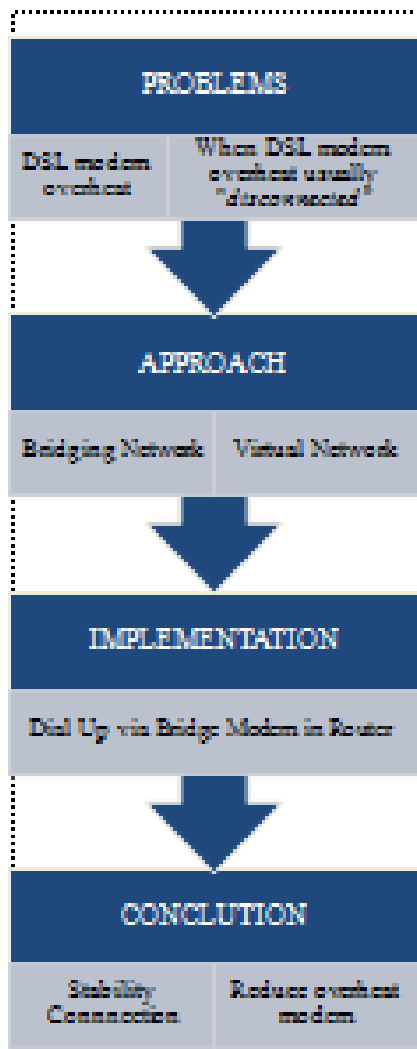 PROBLEMS
DSL modem
overheat
When DSL modem
overheat usually
"disconnected"
APPROACH
Bridging Network
Virtual Network
IMPLEMENTATION
Dial Up via Bridge Modem in Router
CONCLUTION
Stability
Connnection
Reduce overheat
modem